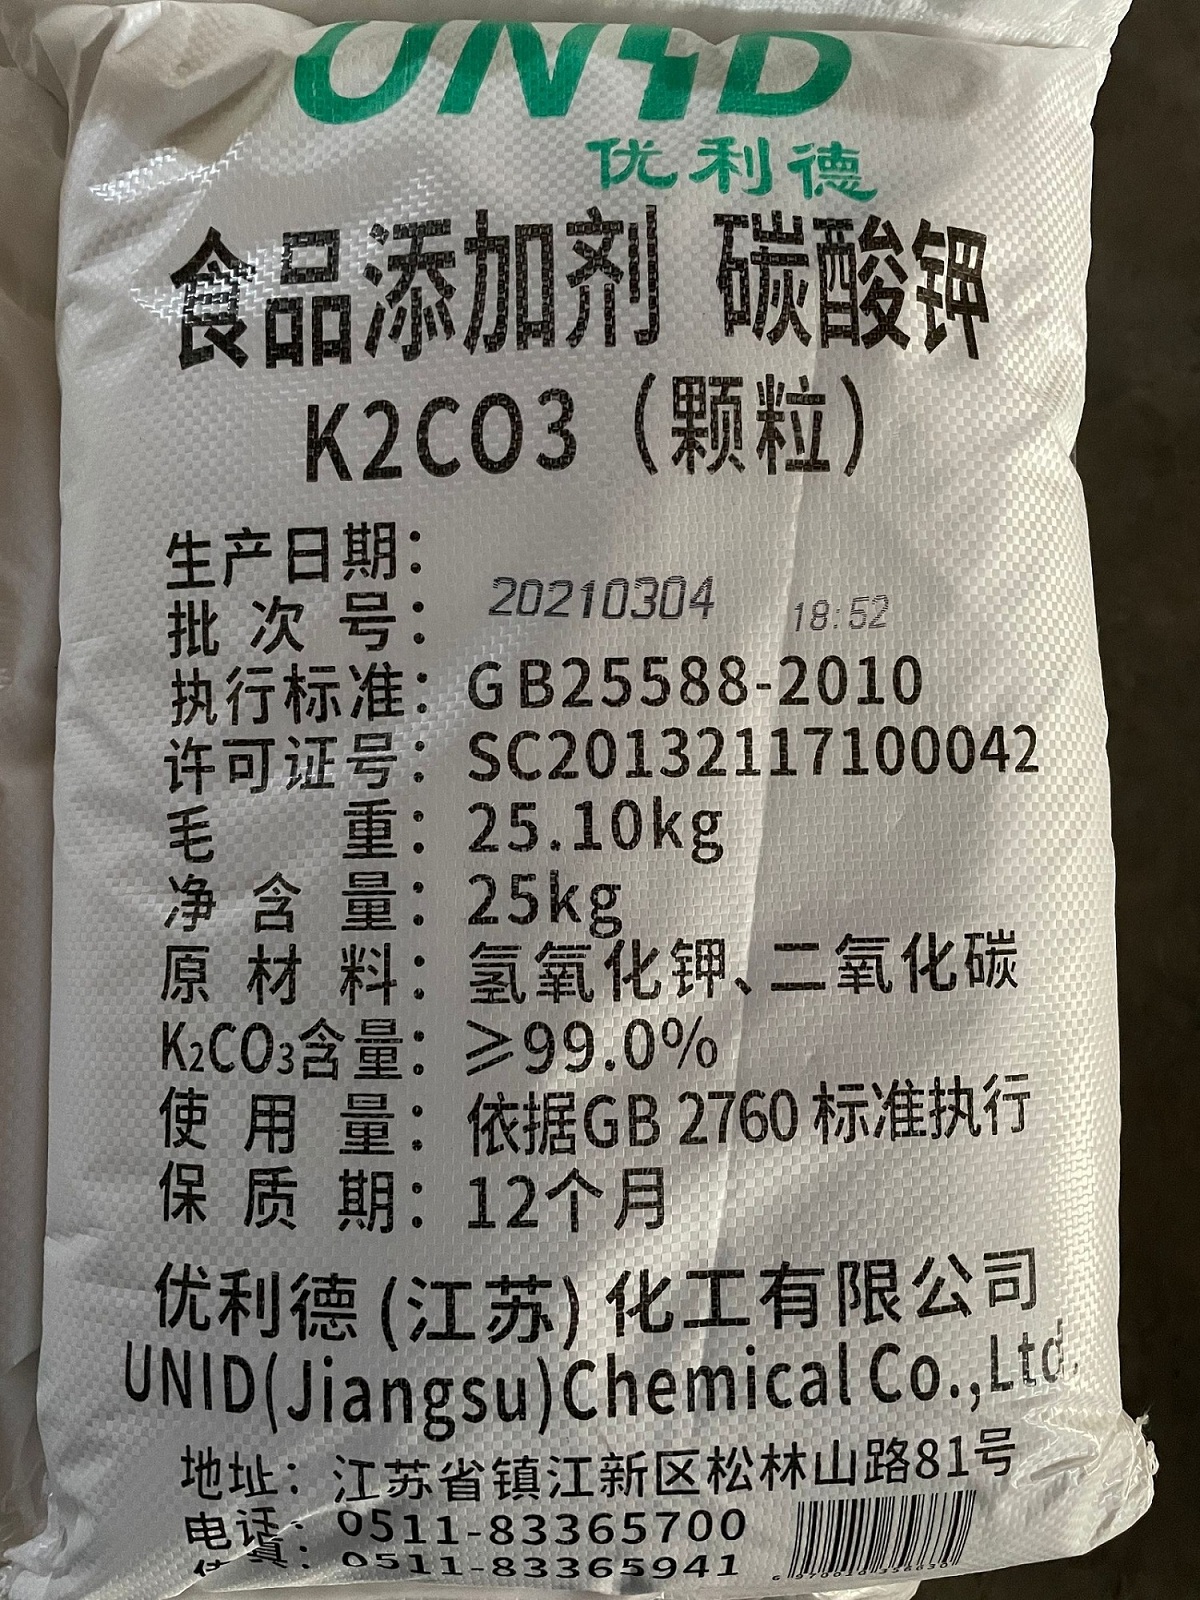 UNID
优利德
食品添加剂 碳酸钾
K2CO3（颗粒）
生产日期：
批次号：20210304 18:52
执行标准：GB25588-2010
许可证号：SC20132117100042
毛重：25.10kg
净含量：25kg
原材料：氢氧化钾、二氧化碳
K₂CO₃含量：≥99.0%
使用量：依据GB 2760 标准执行
保质期：12个月
优利德(江苏)化工有限公司
UNID(Jiangsu)Chemical Co.,Ltd.
地址：江苏省镇江新区松林山路81号
电话：0511-83365700
传真：0511-83365941